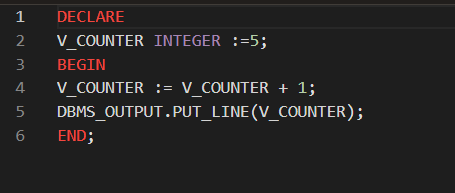 1 DECLARE
2 V_COUNTER INTEGER :=5;
3 BEGIN
4 V_COUNTER := V_COUNTER + 1;
5 DBMS_OUTPUT.PUT_LINE(V_COUNTER);
6 END;